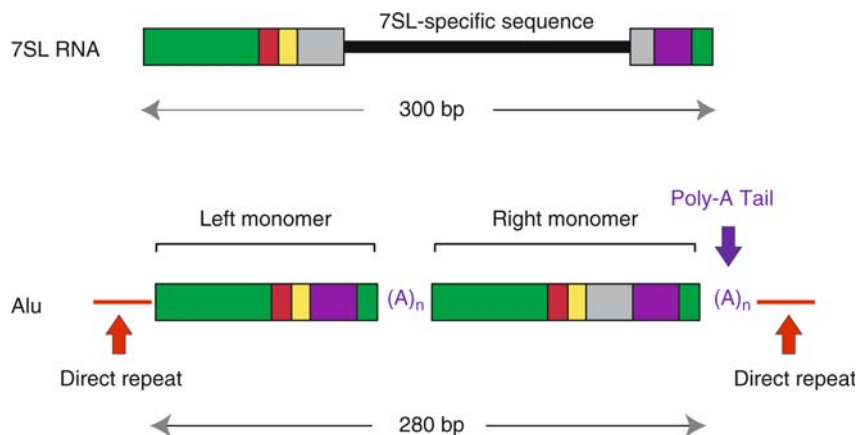 7SL-specific sequence
7SL RNA
300 bp
Poly-A Tail
Left monomer
Right monomer
Alu
(A)n
(A)n
Direct repeat
Direct repeat
280 bp